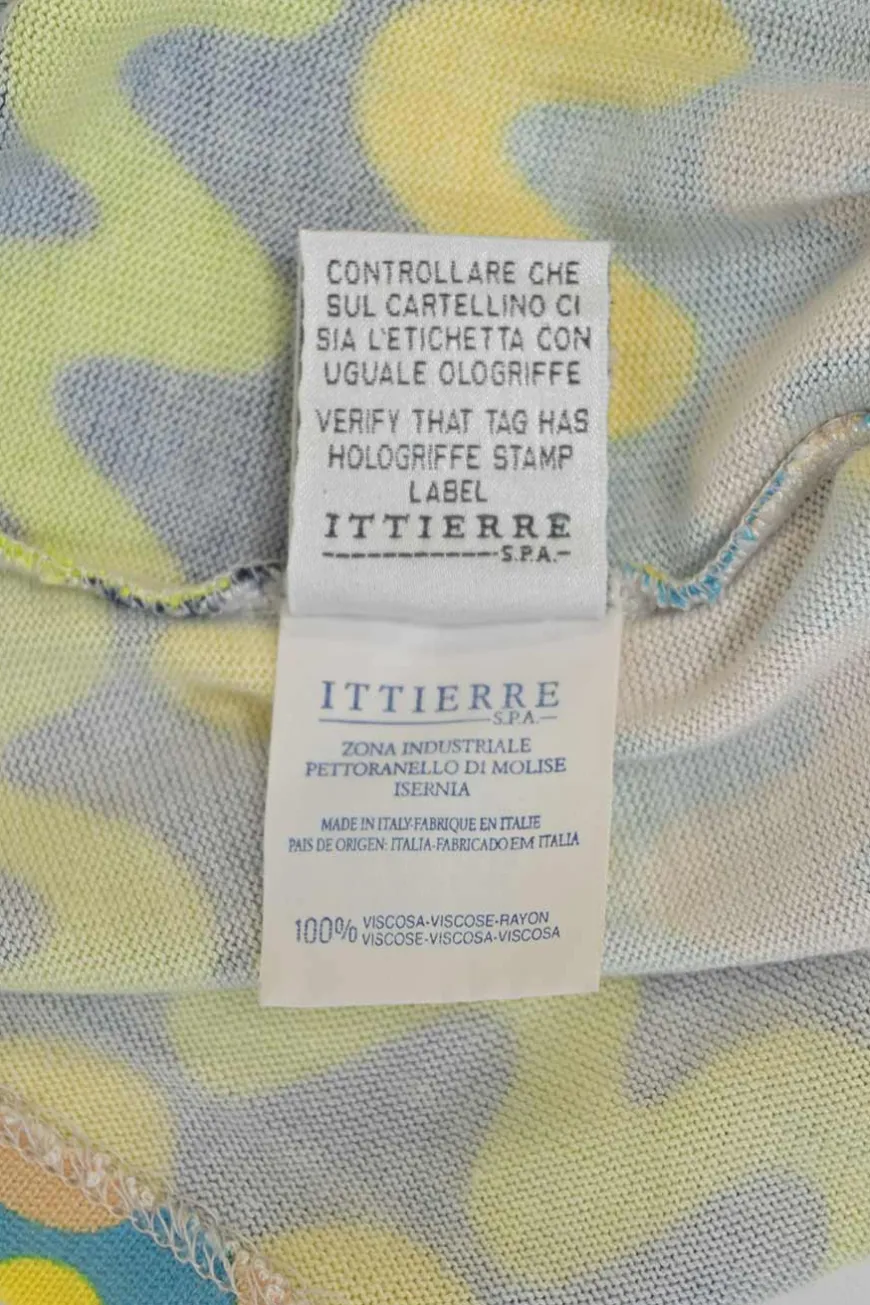 CONTROLLARE CHE
SUL CARTELLINO CI
SIA L'ETICHETTA CON
UGUALE OLOGRIFFE
VERIFY THAT TAG HAS
HOLOGRIFFE STAMP
LABEL
ITTIERRE
S.P.A.
ITTIERRE
S.P.A.
ZONA INDUSTRIALE
PETTORANELLO DI MOLISE
ISERNIA
MADE IN ITALY-FABRIQUE EN ITALIE
PAIS DE ORIGEN: ITALIA-FABRICADO EM ITALIA
100% VISCOSA-VISCOSE-RAYON
VISCOSE-VISCOSA-VISCOSA